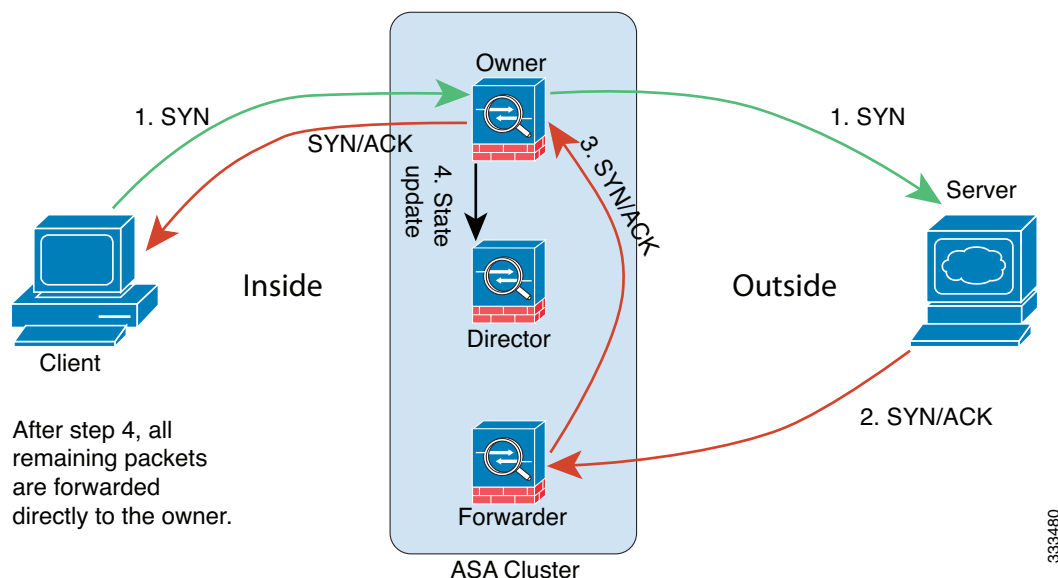 Owner
1. SYN
1. SYN
SYN/ACK
3. SYN/ACK
4. State
update
Server
Inside
Outside
Director
Client
2. SYN/ACK
After step 4, all
remaining packets
are forwarded
directly to the owner.
Forwarder
ASA Cluster
333480